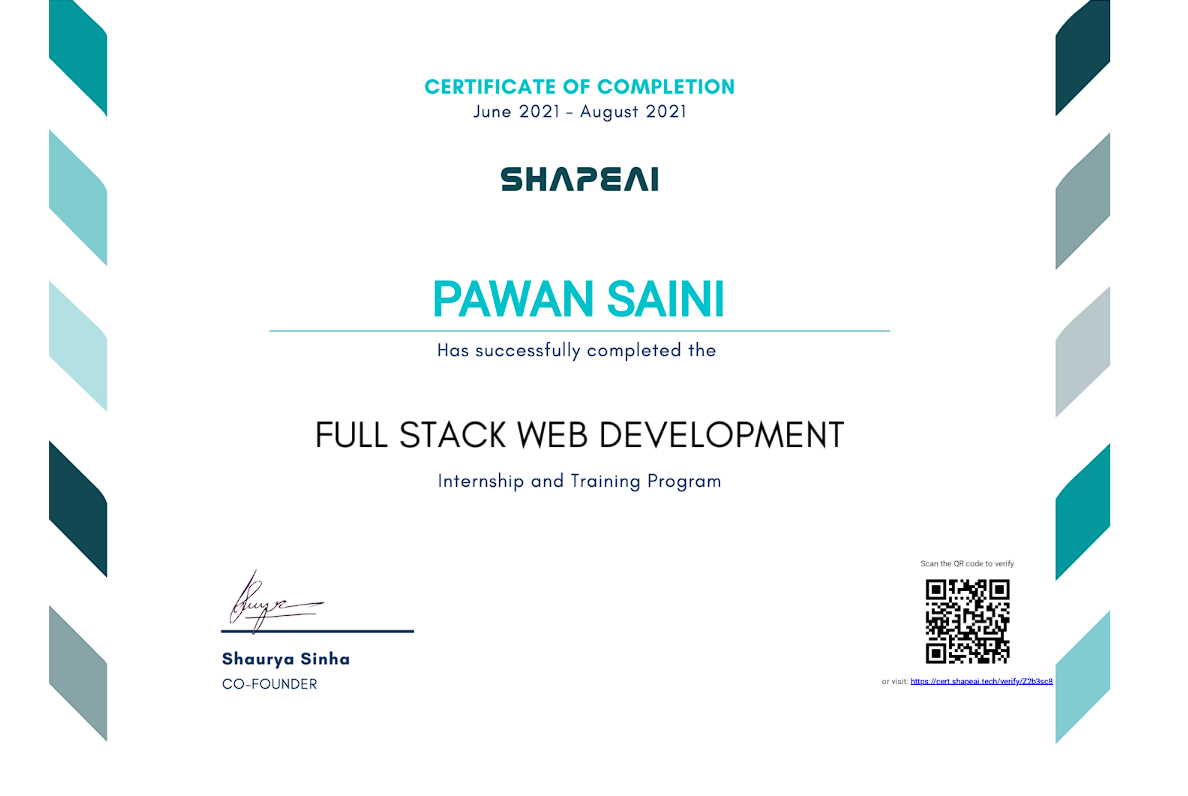 CERTIFICATE OF COMPLETION
June 2021 - August 2021
SHAPEAI
PAWAN SAINI
Has successfully completed the
FULL STACK WEB DEVELOPMENT
Internship and Training Program
Scan the QR code to verify
or visit: https://cert.shapeai.tech/verify/Z2b3sc8
Shaurya Sinha
CO-FOUNDER